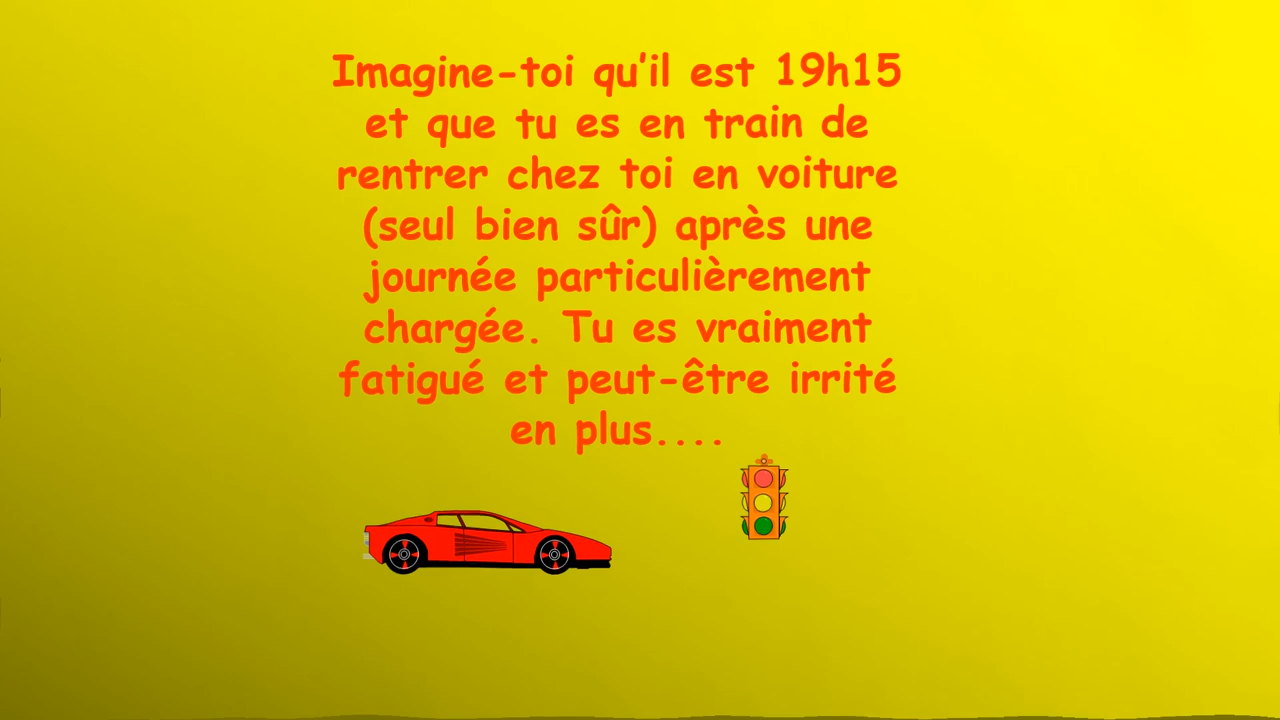 Imagine-toi qu'il est 19h15
et que tu es en train de
rentrer chez toi en voiture
(seul bien sûr) après une
journée particulièrement
chargée. Tu es vraiment
fatigué et peut-être irrité
en plus....